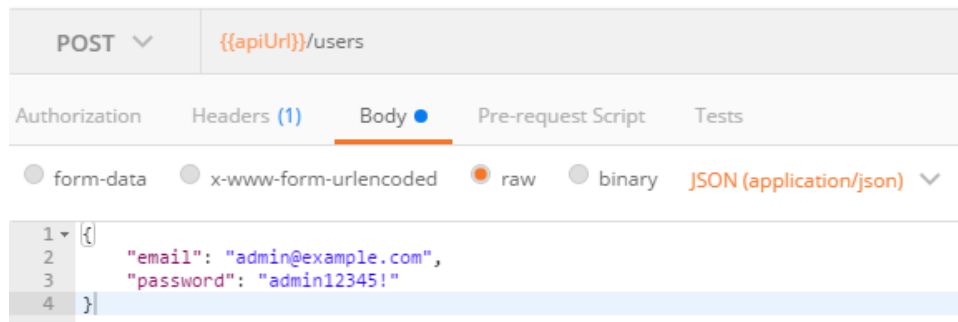 POST {{apiUrl}}/users
Authorization Headers (1) Body Pre-request Script Tests
form-data x-www-form-urlencoded raw binary JSON (application/json)
1 {
2 "email": "admin@example.com",
3 "password": "admin12345!"
4 }